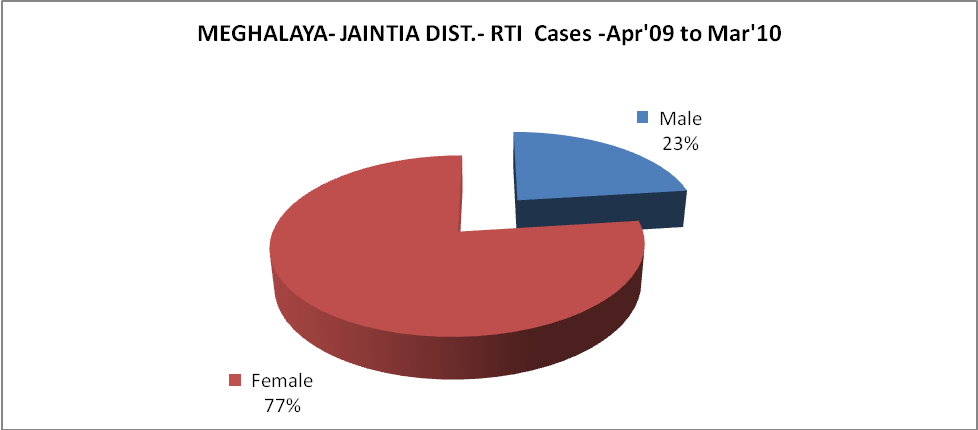 MEGHALAYA- JAINTIA DIST.- RTI  Cases -Apr'09 to Mar'10
Male
23%
Female
77%